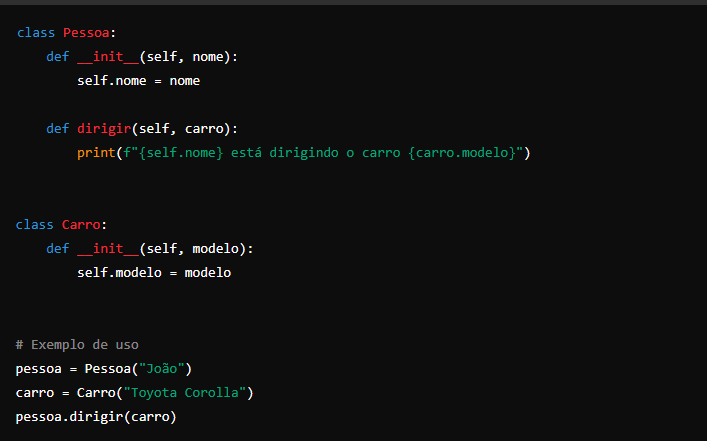 class Pessoa:
    def __init__(self, nome):
        self.nome = nome

    def dirigir(self, carro):
        print(f"{self.nome} está dirigindo o carro {carro.modelo}")


class Carro:
    def __init__(self, modelo):
        self.modelo = modelo


# Exemplo de uso
pessoa = Pessoa("João")
carro = Carro("Toyota Corolla")
pessoa.dirigir(carro)